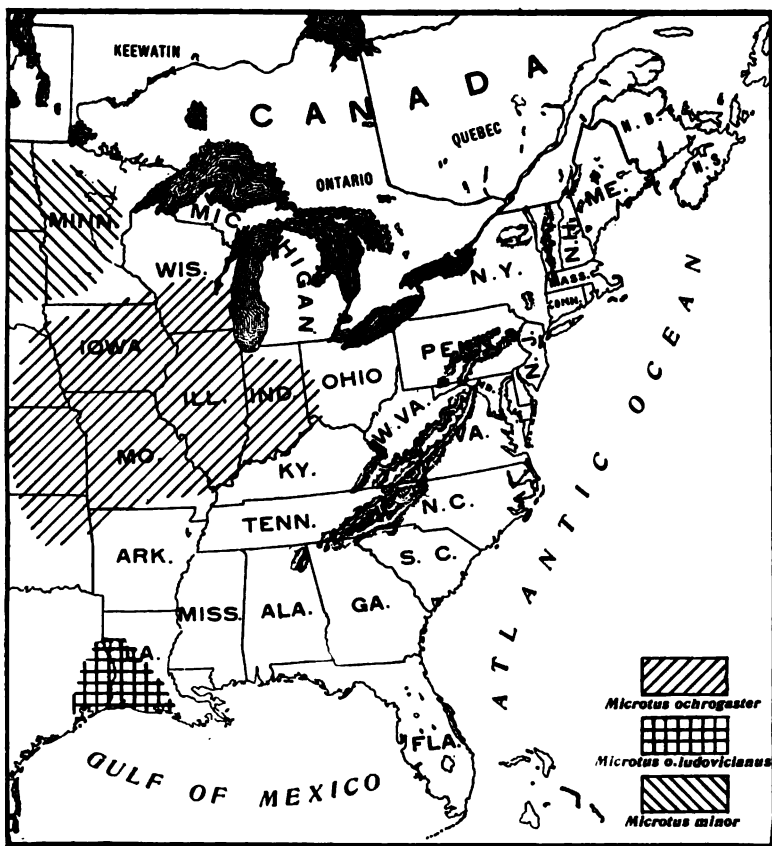 KEEWATIN
CANADA
QUEBEC
ONTARIO
N.B.
N.S.
ME.
MINN.
MICHIGAN
WIS.
N.Y.
MASS.
CONN.
IOWA
ILL.
IND.
OHIO
PENN.
N.J.
W.VA.
VA.
MO.
KY.
TENN.
N.C.
ARK.
S. C.
MISS.
ALA.
GA.
LA.
FLA.
ATLANTIC OCEAN
GULF OF MEXICO
Microtus ochrogaster
Microtus o.ludovicianus
Microtus minor